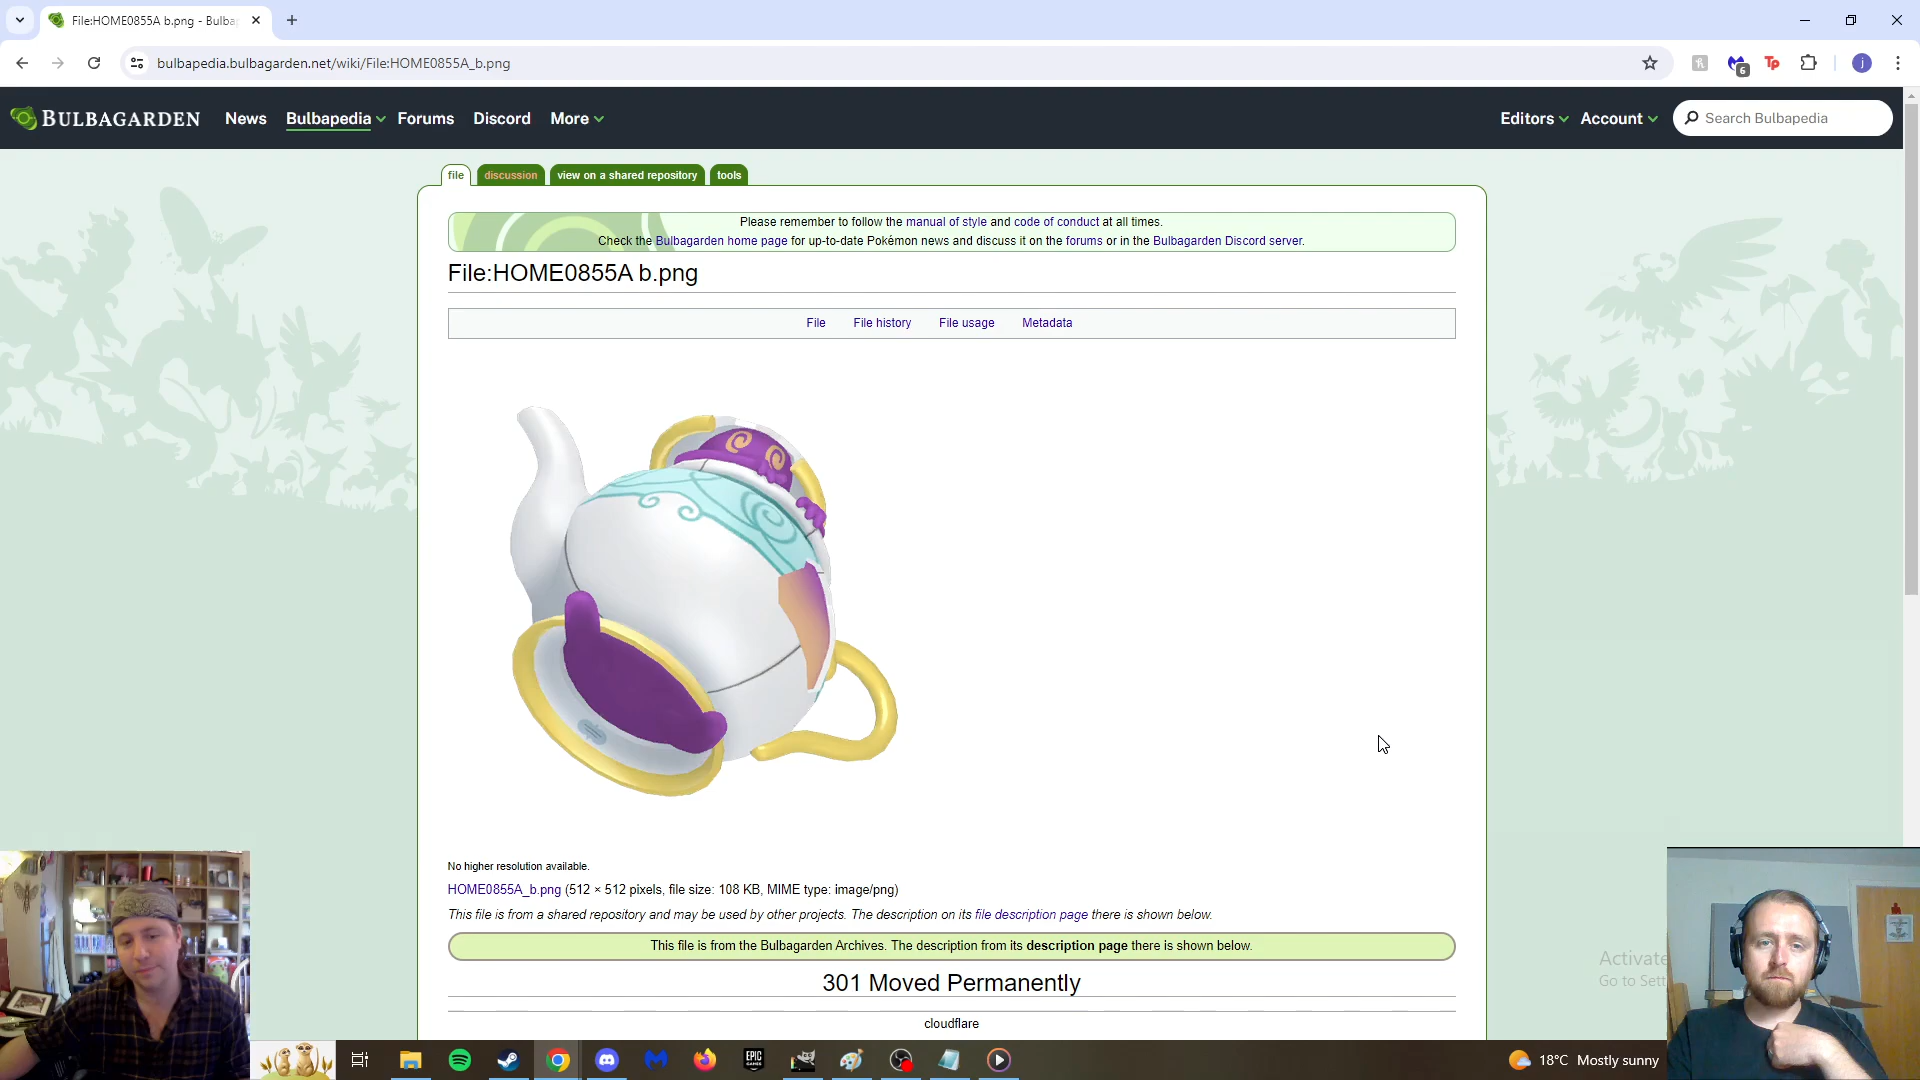 File:HOME0855A b.png - Bulba
bulbapedia.bulbagarden.net/wiki/File:HOME0855A_b.png
6
Tp
j
BULBAGARDEN
News
Bulbapedia
Forums
Discord
More
Editors
Account
Search Bulbapedia
file
discussion
view on a shared repository
tools
Please remember to follow the manual of style and code of conduct at all times.
Check the Bulbagarden home page for up-to-date Pokémon news and discuss it on the forums or in the Bulbagarden Discord server.
File:HOME0855A b.png
File
File history
File usage
Metadata
No higher resolution available.
HOME0855A_b.png (512 × 512 pixels, file size: 108 KB, MIME type: image/png)
This file is from a shared repository and may be used by other projects. The description on its file description page there is shown below.
This file is from the Bulbagarden Archives. The description from its description page there is shown below.
301 Moved Permanently
cloudflare
Activate
Go to Sett
EPIC
GAMES
18°C Mostly sunny